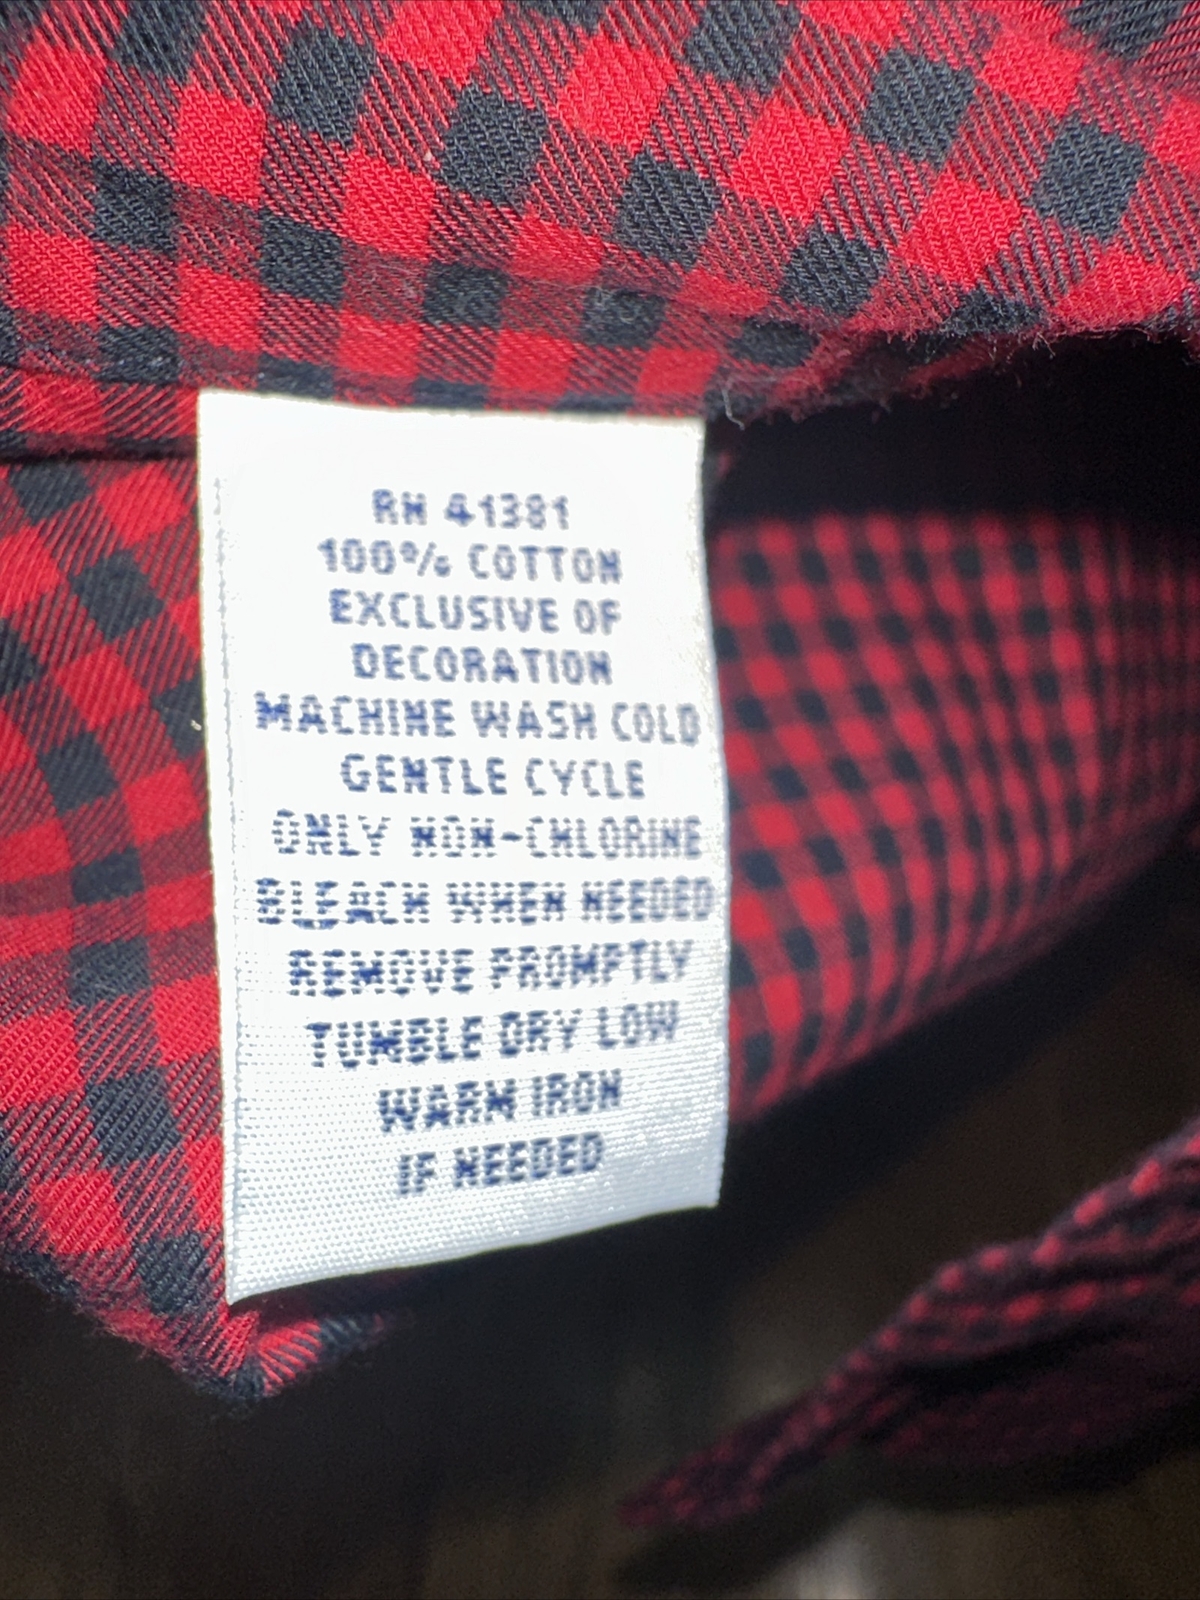 RN 41381
100% COTTON
EXCLUSIVE OF
DECORATION
MACHINE WASH COLD
GENTLE CYCLE
ONLY NON-CHLORINE
BLEACH WHEN NEEDED
REMOVE PROMPTLY
TUMBLE DRY LOW
WARM IRON
IF NEEDED